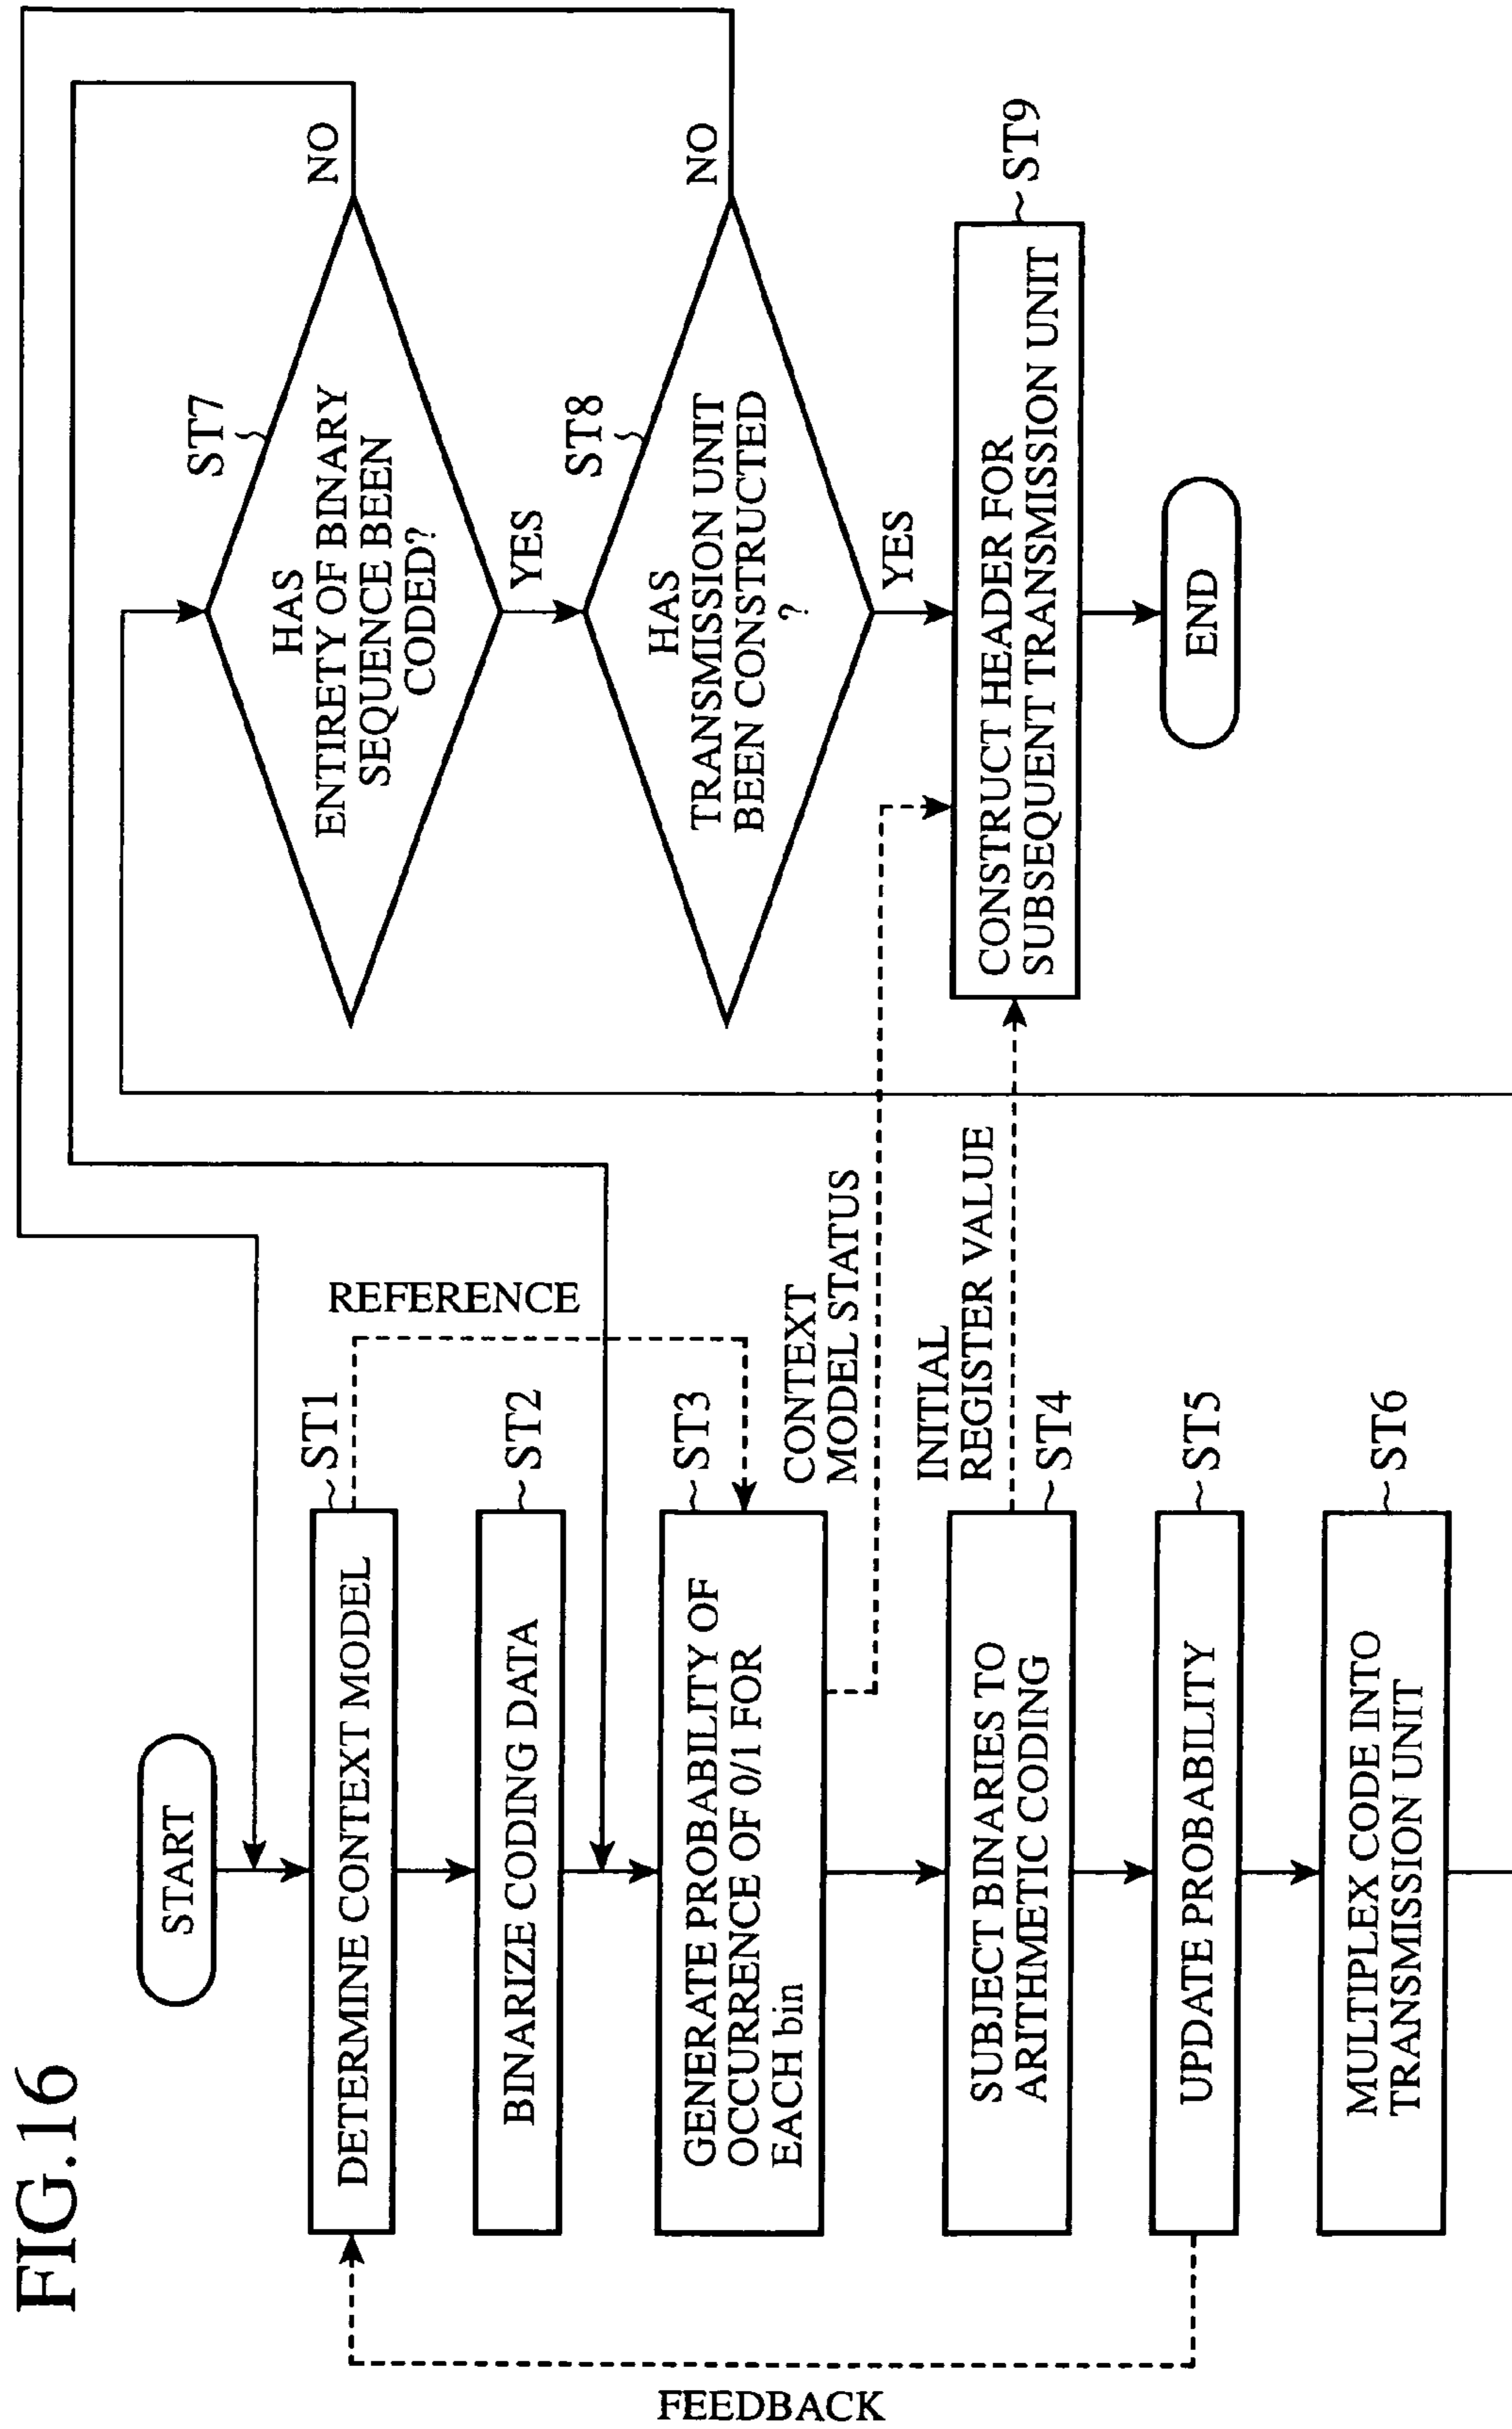 FIG.16
START
DETERMINE CONTEXT MODEL
ST1
BINARIZE CODING DATA
ST2
GENERATE PROBABILITY OF
OCCURRENCE OF 0/1 FOR
EACH bin
ST3
SUBJECT BINARIES TO
ARITHMETIC CODING
ST4
UPDATE PROBABILITY
ST5
MULTIPLEX CODE INTO
TRANSMISSION UNIT
ST6
FEEDBACK
REFERENCE
CONTEXT
MODEL STATUS
INITIAL
REGISTER VALUE
ST7
HAS
ENTIRETY OF BINARY
SEQUENCE BEEN
CODED?
NO
YES
ST8
HAS
TRANSMISSION UNIT
BEEN CONSTRUCTED
?
NO
YES
CONSTRUCT HEADER FOR
SUBSEQUENT TRANSMISSION UNIT
ST9
END